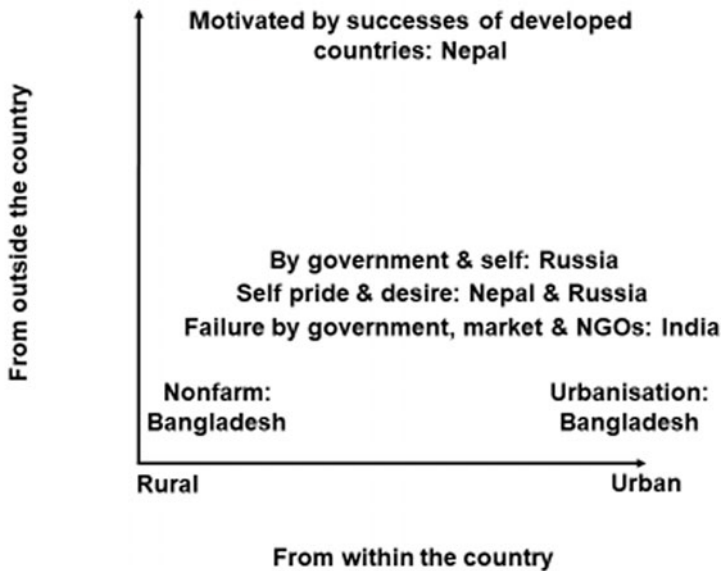 Motivated by successes of developed
countries: Nepal
From outside the country
By government & self: Russia
Self pride & desire: Nepal & Russia
Failure by government, market & NGOs: India
Nonfarm:
Bangladesh
Urbanisation:
Bangladesh
Rural
Urban
From within the country